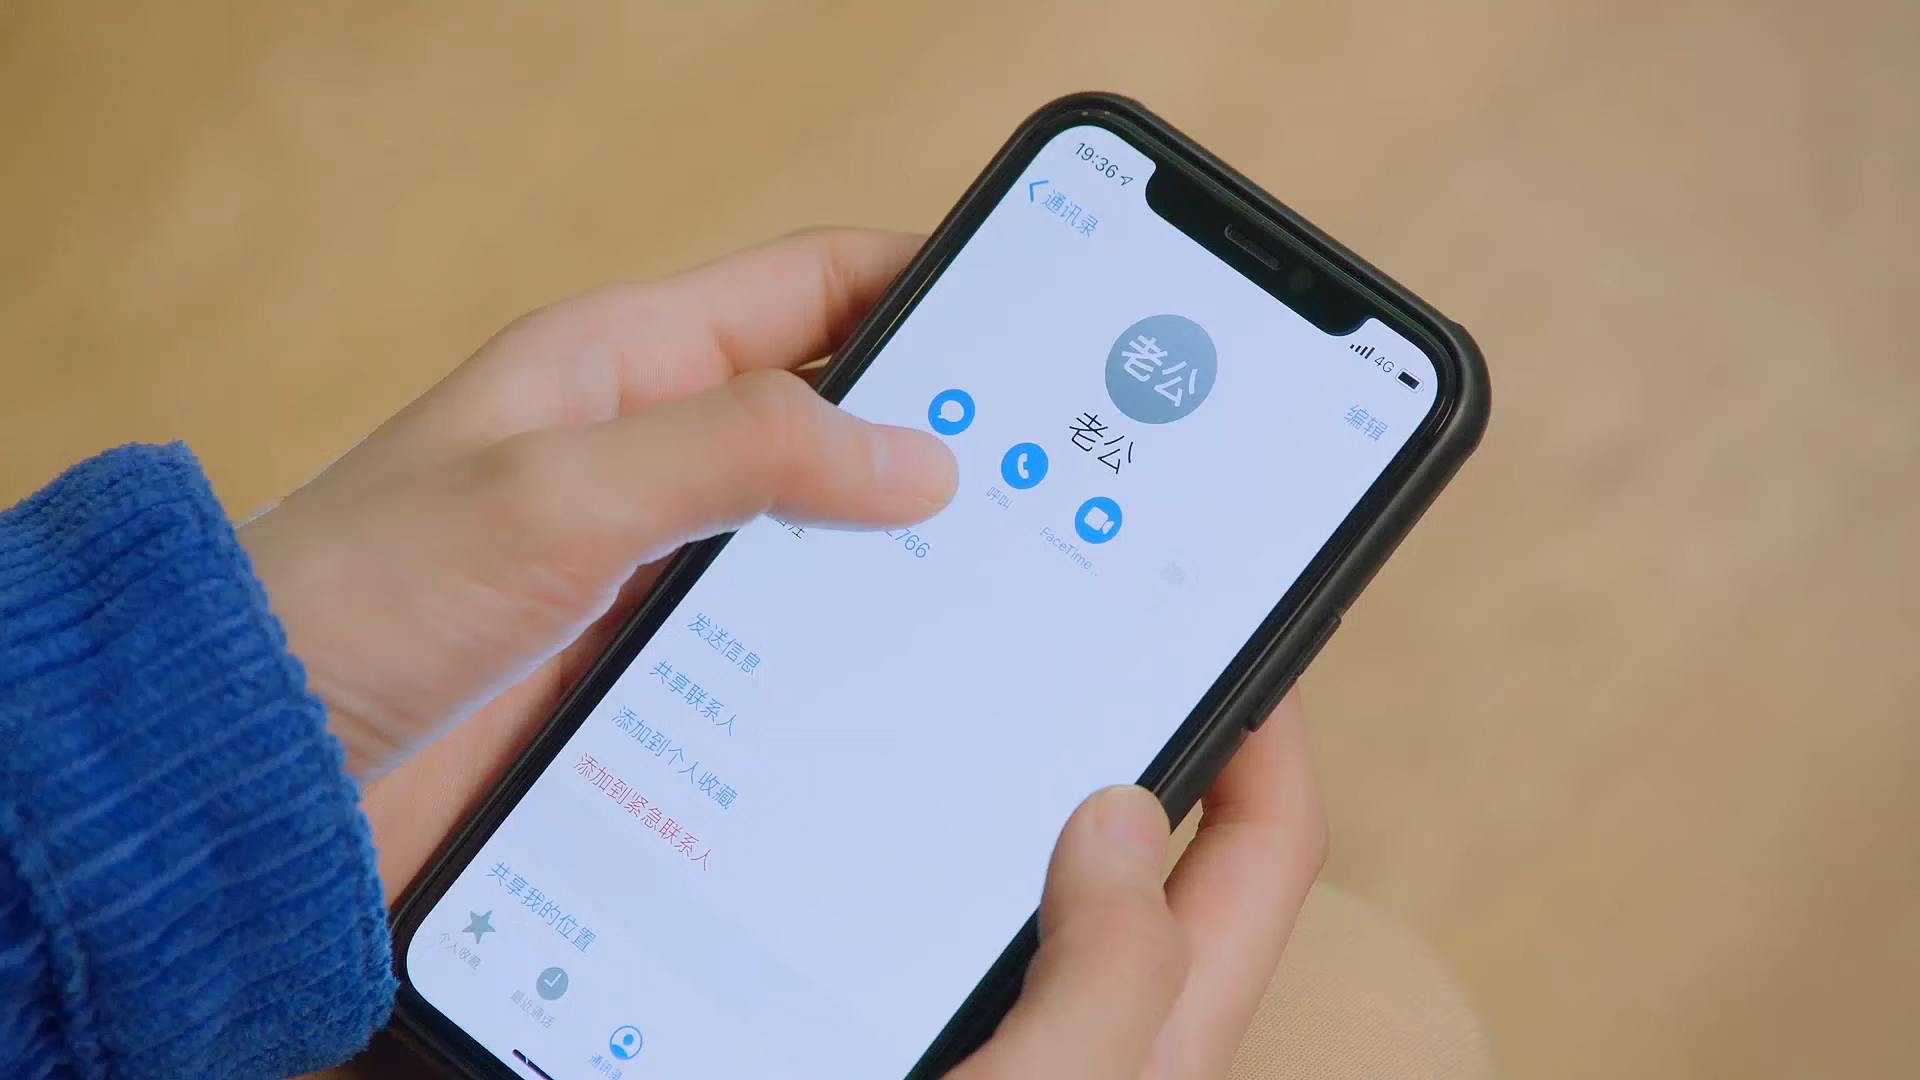 19:36
4G
通讯录
编辑
老公
老公
呼叫
FaceTime...
2766
发送信息
共享联系人
添加到个人收藏
添加到紧急联系人
共享我的位置
个人收藏
最近通话
通讯录